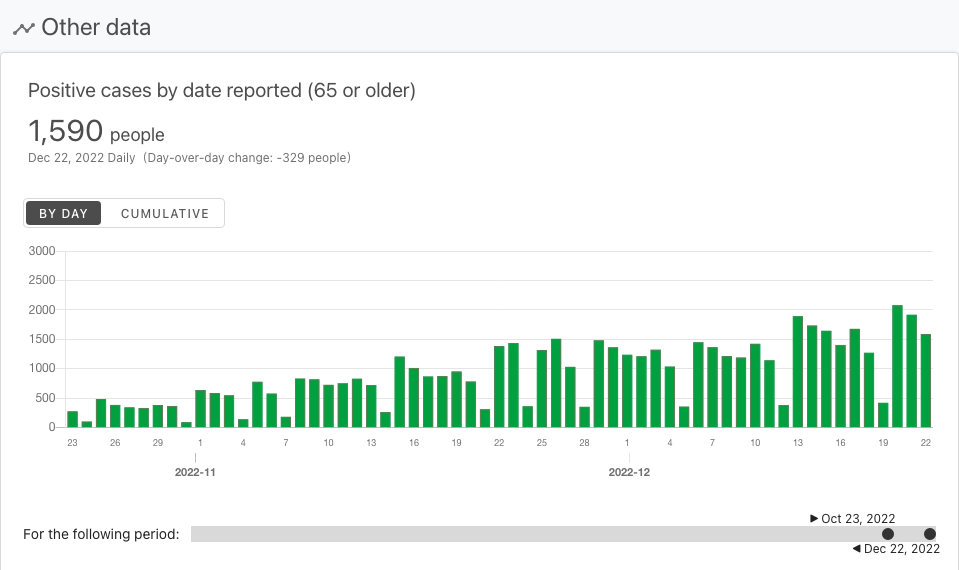 Other data
Positive cases by date reported (65 or older)
1,590 people
Dec 22, 2022 Daily (Day-over-day change: -329 people)
BY DAY CUMULATIVE
3000
2500
2000
1500
1000
500
0
23 26 29 1 4 7 10 13 16 19 22 25 28 1 4 7 10 13 16 19 22
2022-11 2022-12
Oct 23, 2022
For the following period:
Dec 22, 2022